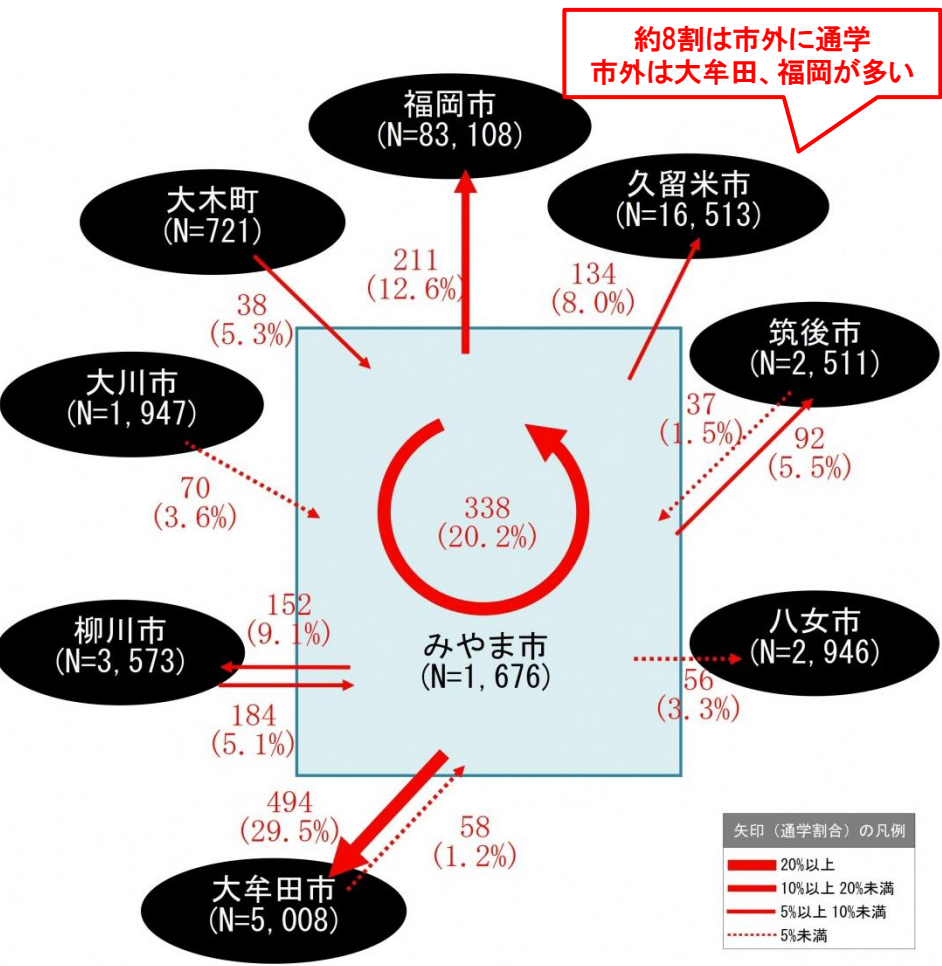 約8割は市外に通学
市外は大牟田、福岡が多い
福岡市
(N=83,108)
大木町
(N=721)
久留米市
(N=16,513)
211
(12.6%)
134
(8.0%)
38
(5.3%)
筑後市
(N=2,511)
大川市
(N=1,947)
37
(1.5%)
92
(5.5%)
70
(3.6%)
338
(20.2%)
152
(9.1%)
柳川市
(N=3,573)
みやま市
(N=1,676)
八女市
(N=2,946)
56
(3.3%)
184
(5.1%)
494
(29.5%)
58
(1.2%)
大牟田市
(N=5,008)
矢印（通学割合）の凡例
20%以上
10%以上 20%未満
5%以上 10%未満
5%未満